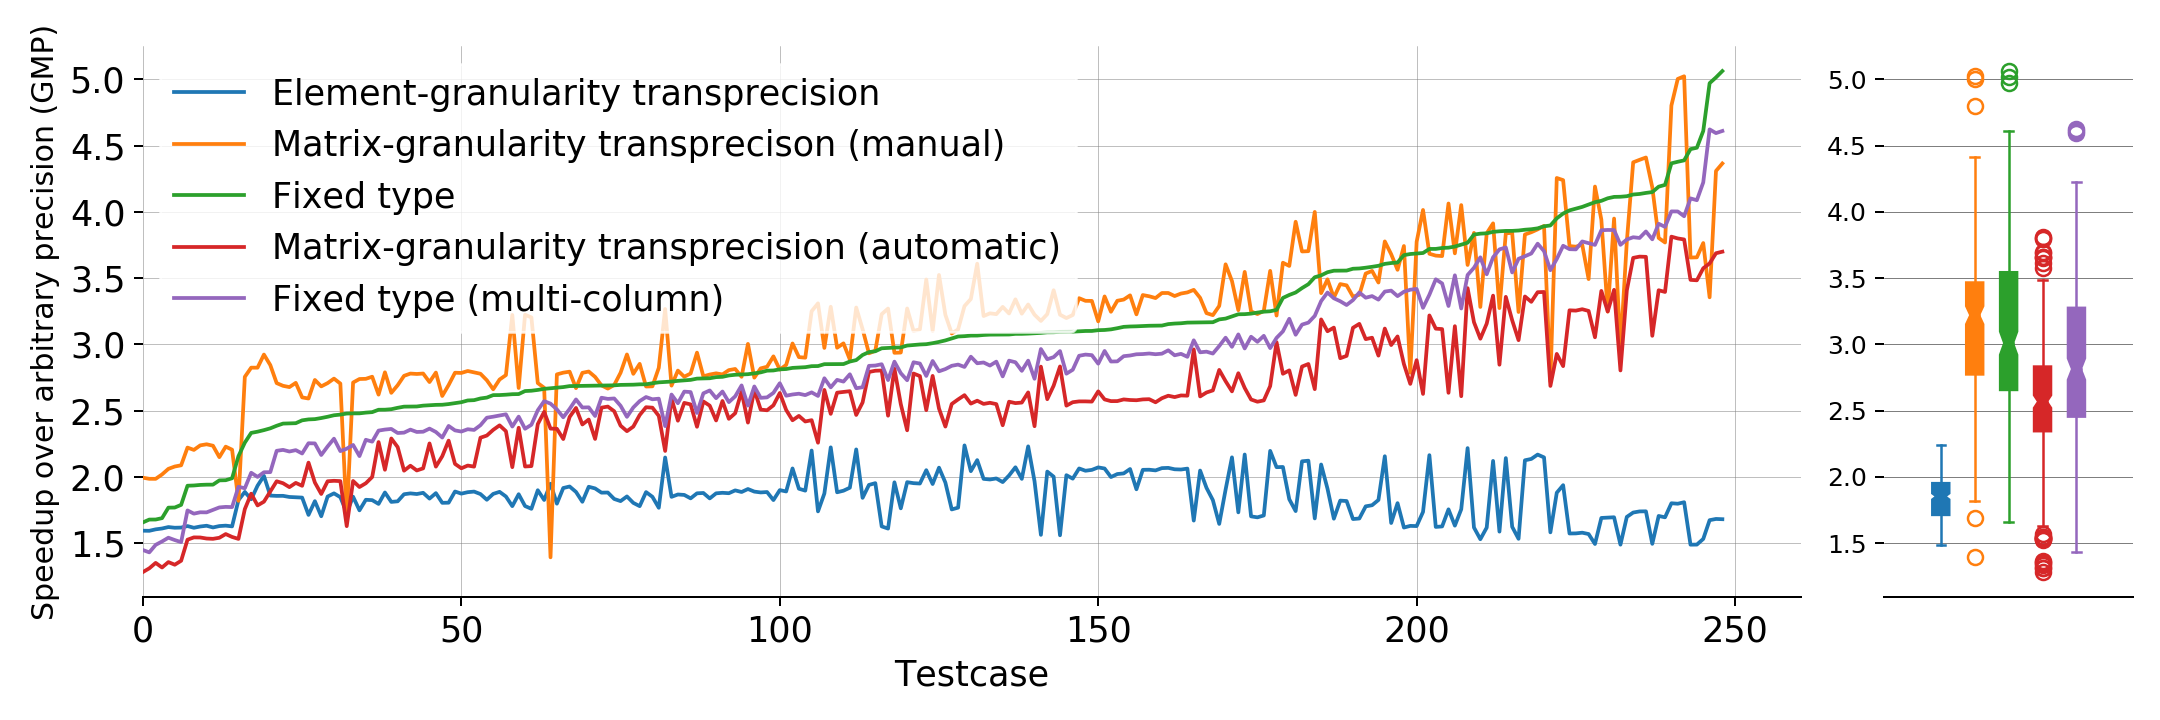 Speedup over arbitrary precision (GMP)
5.0
4.5
4.0
3.5
3.0
2.5
2.0
1.5
Element-granularity transprecision
Matrix-granularity transprecison (manual)
Fixed type
Matrix-granularity transprecision (automatic)
Fixed type (multi-column)
0 50 100 150 200 250
Testcase
5.0
4.5
4.0
3.5
3.0
2.5
2.0
1.5